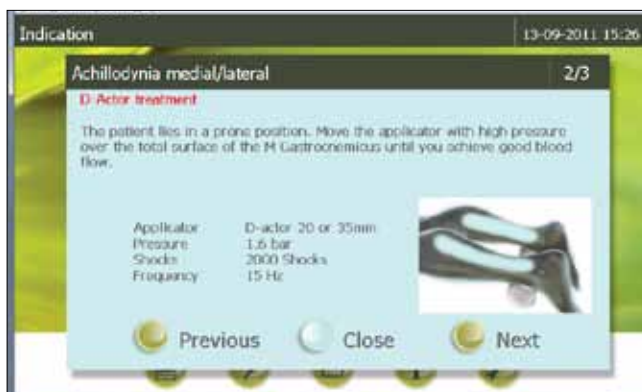 Indication 13-09-2011 15:26
Achillodynia medial/lateral 2/3
D-Actor treatment
The patient lies in a prone position. Move the applicator with high pressure
over the total surface of the M Gastrocnemicus until you achieve good blood
flow.
Applicator D-actor 20 or 35mm
Pressure 1.6 bar
Shocks 2000 Shocks
Frequency 15 Hz
Previous Close Next